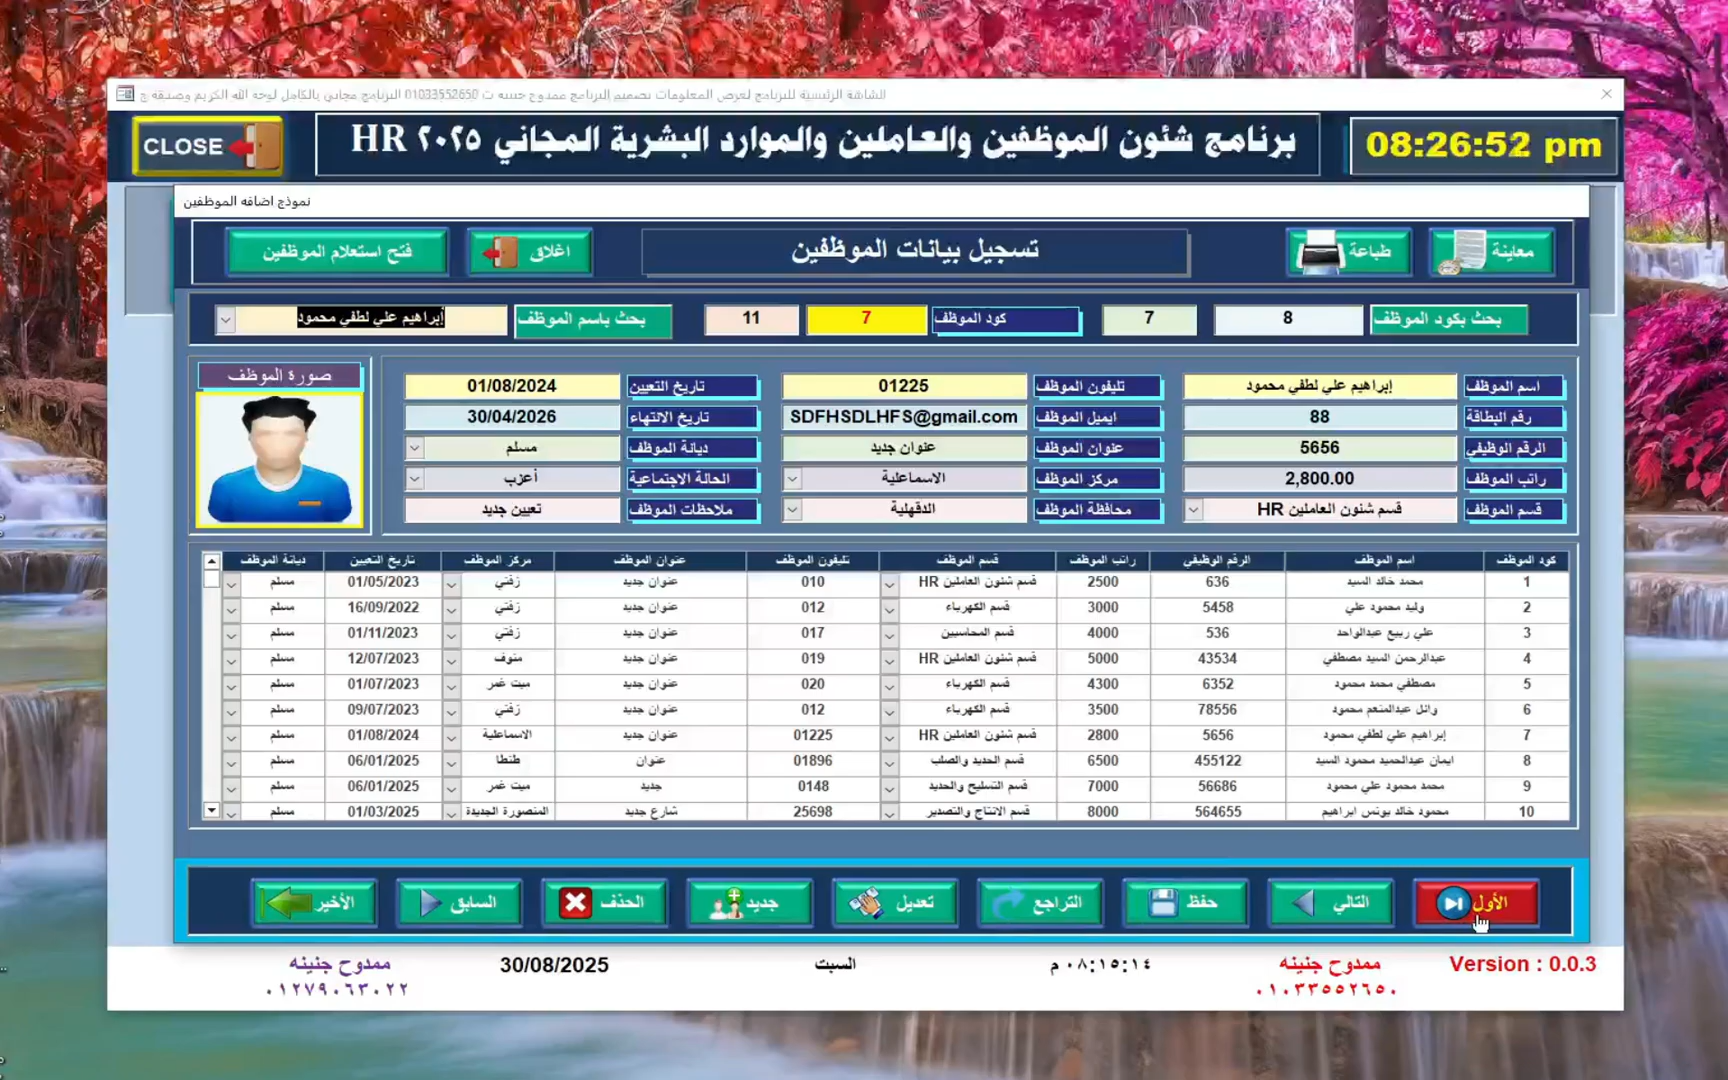 الشاشة الرئيسية للبرنامج لعرض المعلومات تصميم البرنامج ممدوح جنينه ت 01033552650 البرنامج مجاني بالكامل لوجه الله الكريم وصدقة ج
08:26:52 pm
برنامج شئون الموظفين والعاملين والموارد البشرية المجاني ٢٠٢٥ HR
CLOSE
نموذج اضافه الموظفين
معاينة
طباعة
تسجيل بيانات الموظفين
اغلاق
فتح استعلام الموظفين
بحث بكود الموظف 8 7 كود الموظف 7 11 بحث باسم الموظف إبراهيم علي لطفي محمود
اسم الموظف إبراهيم علي لطفي محمود تليفون الموظف 01225 تاريخ التعيين 01/08/2024 صورة الموظف
رقم البطاقة 88 ايميل الموظف SDFHSDLHFS@gmail.com تاريخ الانتهاء 30/04/2026
الرقم الوظيفي 5656 عنوان الموظف عنوان جديد ديانة الموظف مسلم
راتب الموظف 2,800.00 مركز الموظف الاسماعلية الحالة الاجتماعية أعزب
قسم الموظف قسم شئون العاملين HR محافظة الموظف الدقهلية ملاحظات الموظف تعيين جديد
كود الموظف اسم الموظف الرقم الوظيفي راتب الموظف قسم الموظف تليفون الموظف عنوان الموظف مركز الموظف تاريخ التعيين ديانة الموظف
1 محمد خالد السيد 636 2500 قسم شئون العاملين HR 010 عنوان جديد زفتي 01/05/2023 مسلم
2 وليد محمود علي 5458 3000 قسم الكهرباء 012 عنوان جديد زفتي 16/09/2022 مسلم
3 علي ربيع عبدالواحد 536 4000 قسم المحاسبين 017 عنوان جديد زفتي 01/11/2023 مسلم
4 عبدالرحمن السيد مصطفي 43534 5000 قسم شئون العاملين HR 019 عنوان جديد منوف 12/07/2023 مسلم
5 مصطفي محمد محمود 6352 4300 قسم الكهرباء 020 عنوان جديد ميت غمر 01/07/2023 مسلم
6 وائل عبدالمنعم محمود 78556 3500 قسم الكهرباء 012 عنوان جديد زفتي 09/07/2023 مسلم
7 إبراهيم علي لطفي محمود 5656 2800 قسم شئون العاملين HR 01225 عنوان جديد الاسماعلية 01/08/2024 مسلم
8 ايمان عبدالحميد محمود السيد 455122 6500 قسم الحديد والصلب 01896 عنوان طنطا 06/01/2025 مسلم
9 محمد محمود علي محمود 56686 7000 قسم التسليح والحديد 0148 جديد ميت غمر 06/01/2025 مسلم
10 محمود خالد يونس ابراهيم 564655 8000 قسم الانتاج والتصدير 25698 شارع جديد المنصورة الجديدة 01/03/2025 مسلم
الأول التالي حفظ التراجع تعديل جديد الحذف السابق الأخير
Version : 0.0.3 ممدوح جنينه ٠٨:١٥:١٤ م السبت 30/08/2025 ممدوح جنينه
٠١٠٣٣٥٥٢٦٥٠ ٠١٢٧٩٠٦٣٠٢٢